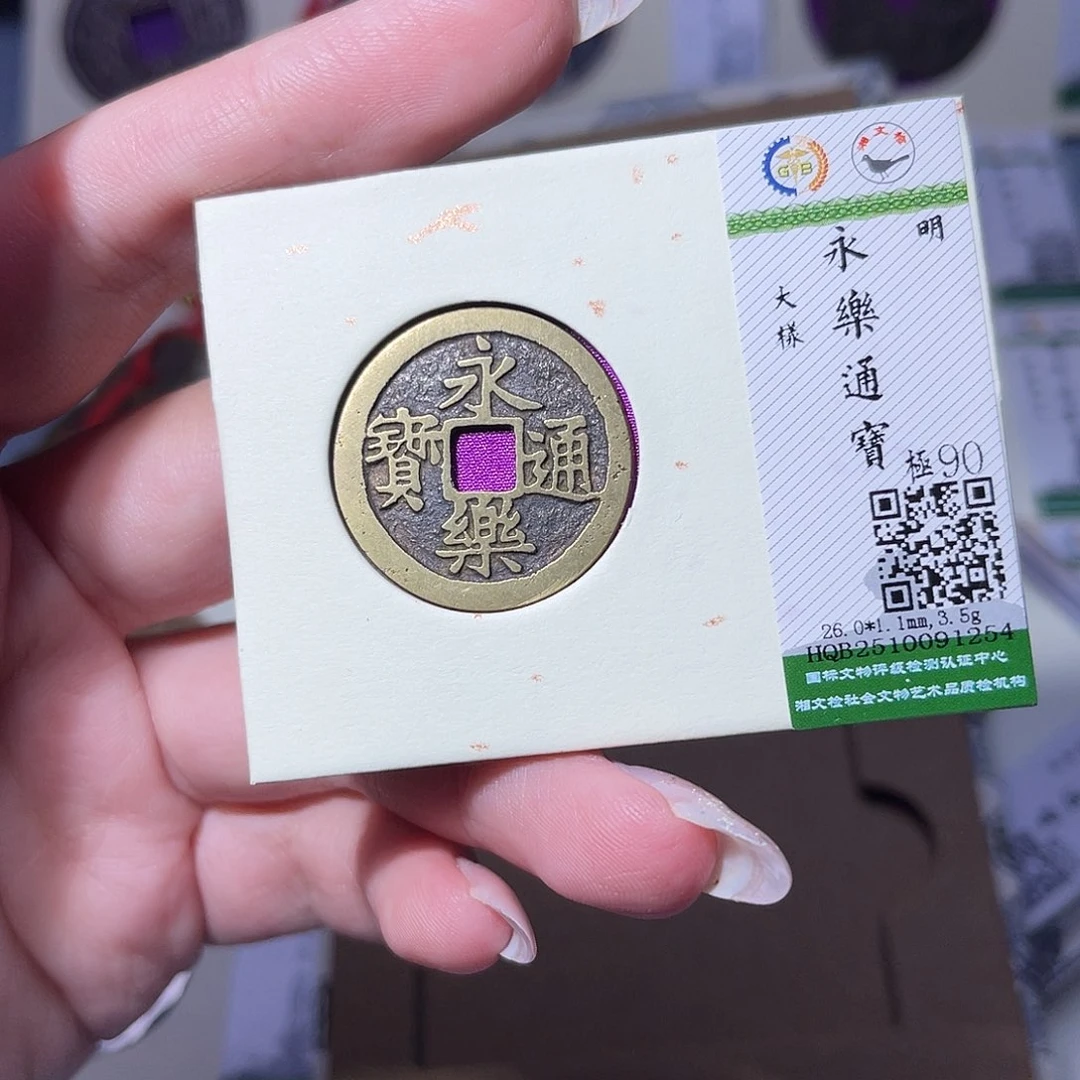 永樂通寶
GB
湘文檢
明
永樂通寶
大樣
極90
26.0*1.1mm,3.5g
HQB2510091254
国标文物评级检测认证中心
湘文检社会文物艺术品质检机构